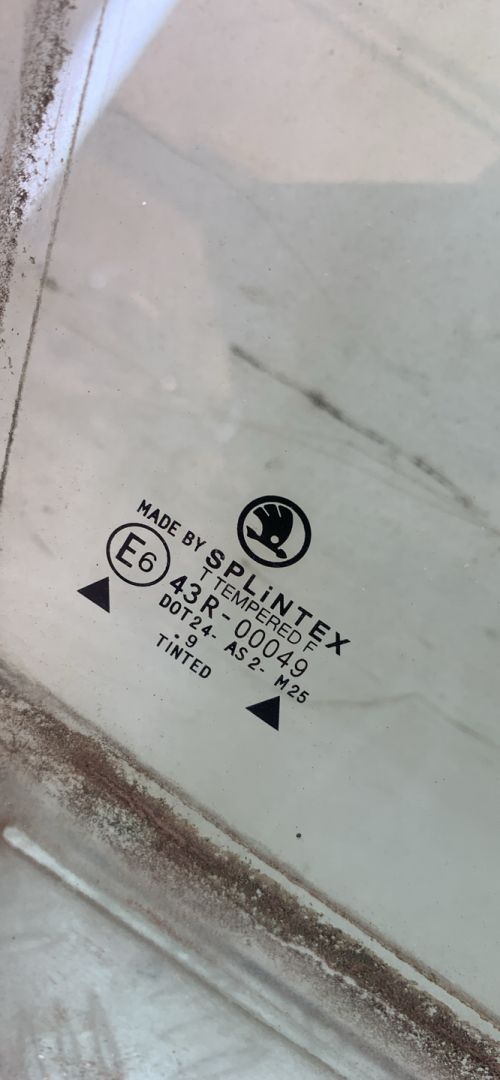 MADE BY SPLiNTEX
T TEMPERED F
E6 43R-00049
DOT24- AS2- M25
.9
TINTED